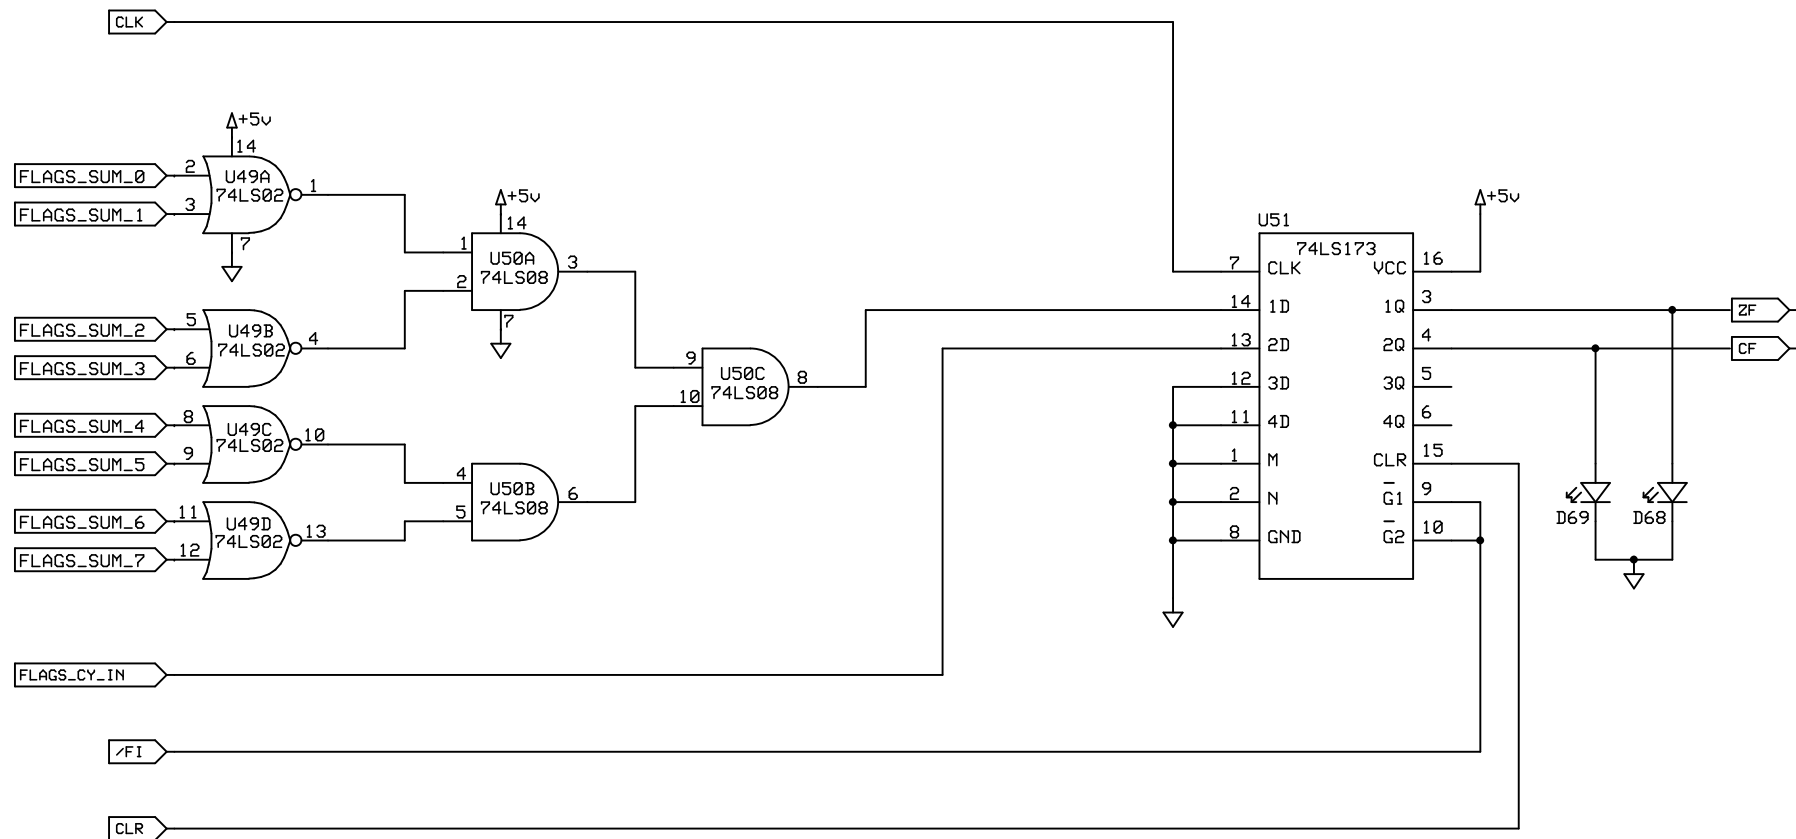 CLK
+5v
14
FLAGS_SUM_0
2
U49A
74LS02
1
FLAGS_SUM_1
3
7
+5v
14
1
U50A
74LS08
3
2
7
FLAGS_SUM_2
5
U49B
74LS02
4
FLAGS_SUM_3
6
9
U50C
74LS08
8
10
FLAGS_SUM_4
8
U49C
74LS02
10
FLAGS_SUM_5
9
4
U50B
74LS08
6
5
FLAGS_SUM_6
11
U49D
74LS02
13
FLAGS_SUM_7
12
U51
74LS173
+5v
7 CLK VCC 16
14 1D 1Q 3
13 2D 2Q 4
12 3D 3Q 5
11 4D 4Q 6
1 M CLR 15
2 N G1 9
8 GND G2 10
ZF
CF
D69
D68
FLAGS_CY_IN
/FI
CLR